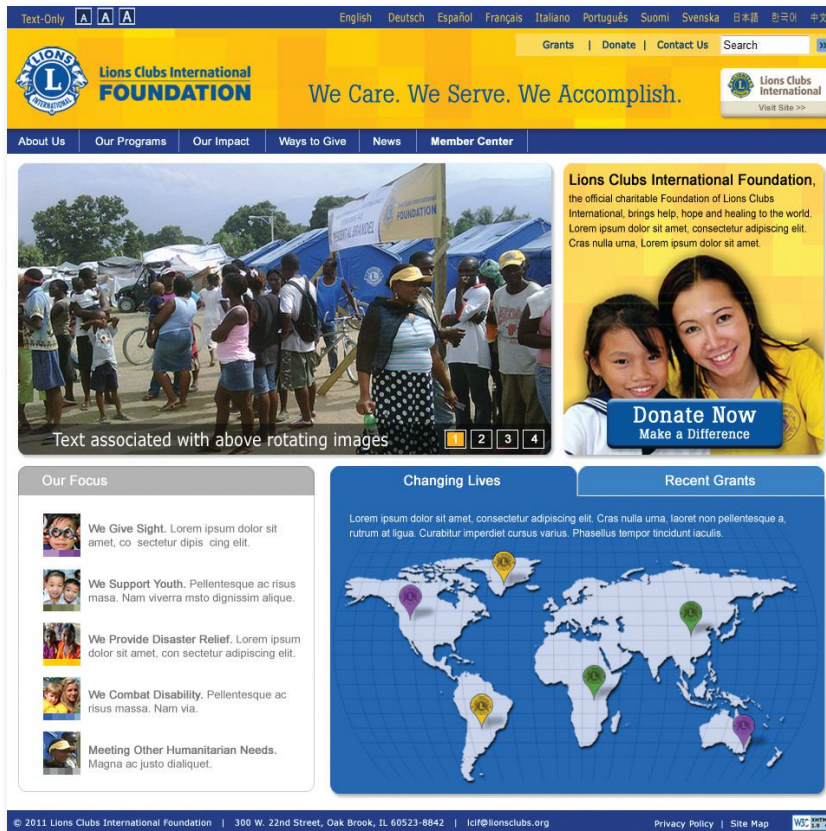 Text-Only A A A English Deutsch Español Français Italiano Português Suomi Svenska 日本語 한국어 中文
Grants | Donate | Contact Us Search
LIONS
INTERNATIONAL
Lions Clubs International
FOUNDATION
We Care. We Serve. We Accomplish.
Lions Clubs
International
Visit Site >>
About Us Our Programs Our Impact Ways to Give News Member Center
FOUNDATION
Text associated with above rotating images 1 2 3 4
Lions Clubs International Foundation,
the official charitable Foundation of Lions Clubs
International, brings help, hope and healing to the world.
Lorem ipsum dolor sit amet, consectetur adipiscing elit.
Cras nulla urna, Lorem ipsum dolor sit amet.
Donate Now
Make a Difference
Our Focus
We Give Sight. Lorem ipsum dolor sit
amet, co sectetur dipis cing elit.
We Support Youth. Pellentesque ac risus
masa. Nam viverra msto dignissim alique.
We Provide Disaster Relief. Lorem ipsum
dolor sit amet, con sectetur adipiscing elit.
We Combat Disability. Pellentesque ac
risus massa. Nam via.
Meeting Other Humanitarian Needs.
Magna ac justo dialiquet.
Changing Lives Recent Grants
Lorem ipsum dolor sit amet, consectetur adipiscing elit. Cras nulla urna, laoret non pellentesque a,
rutrum at ligua. Curabitur imperdiet cursus varius. Phasellus tempor tincidunt iaculis.
© 2011 Lions Clubs International Foundation | 300 W. 22nd Street, Oak Brook, IL 60523-8842 | lcif@lionsclubs.org Privacy Policy | Site Map W3C XHTML 1.0